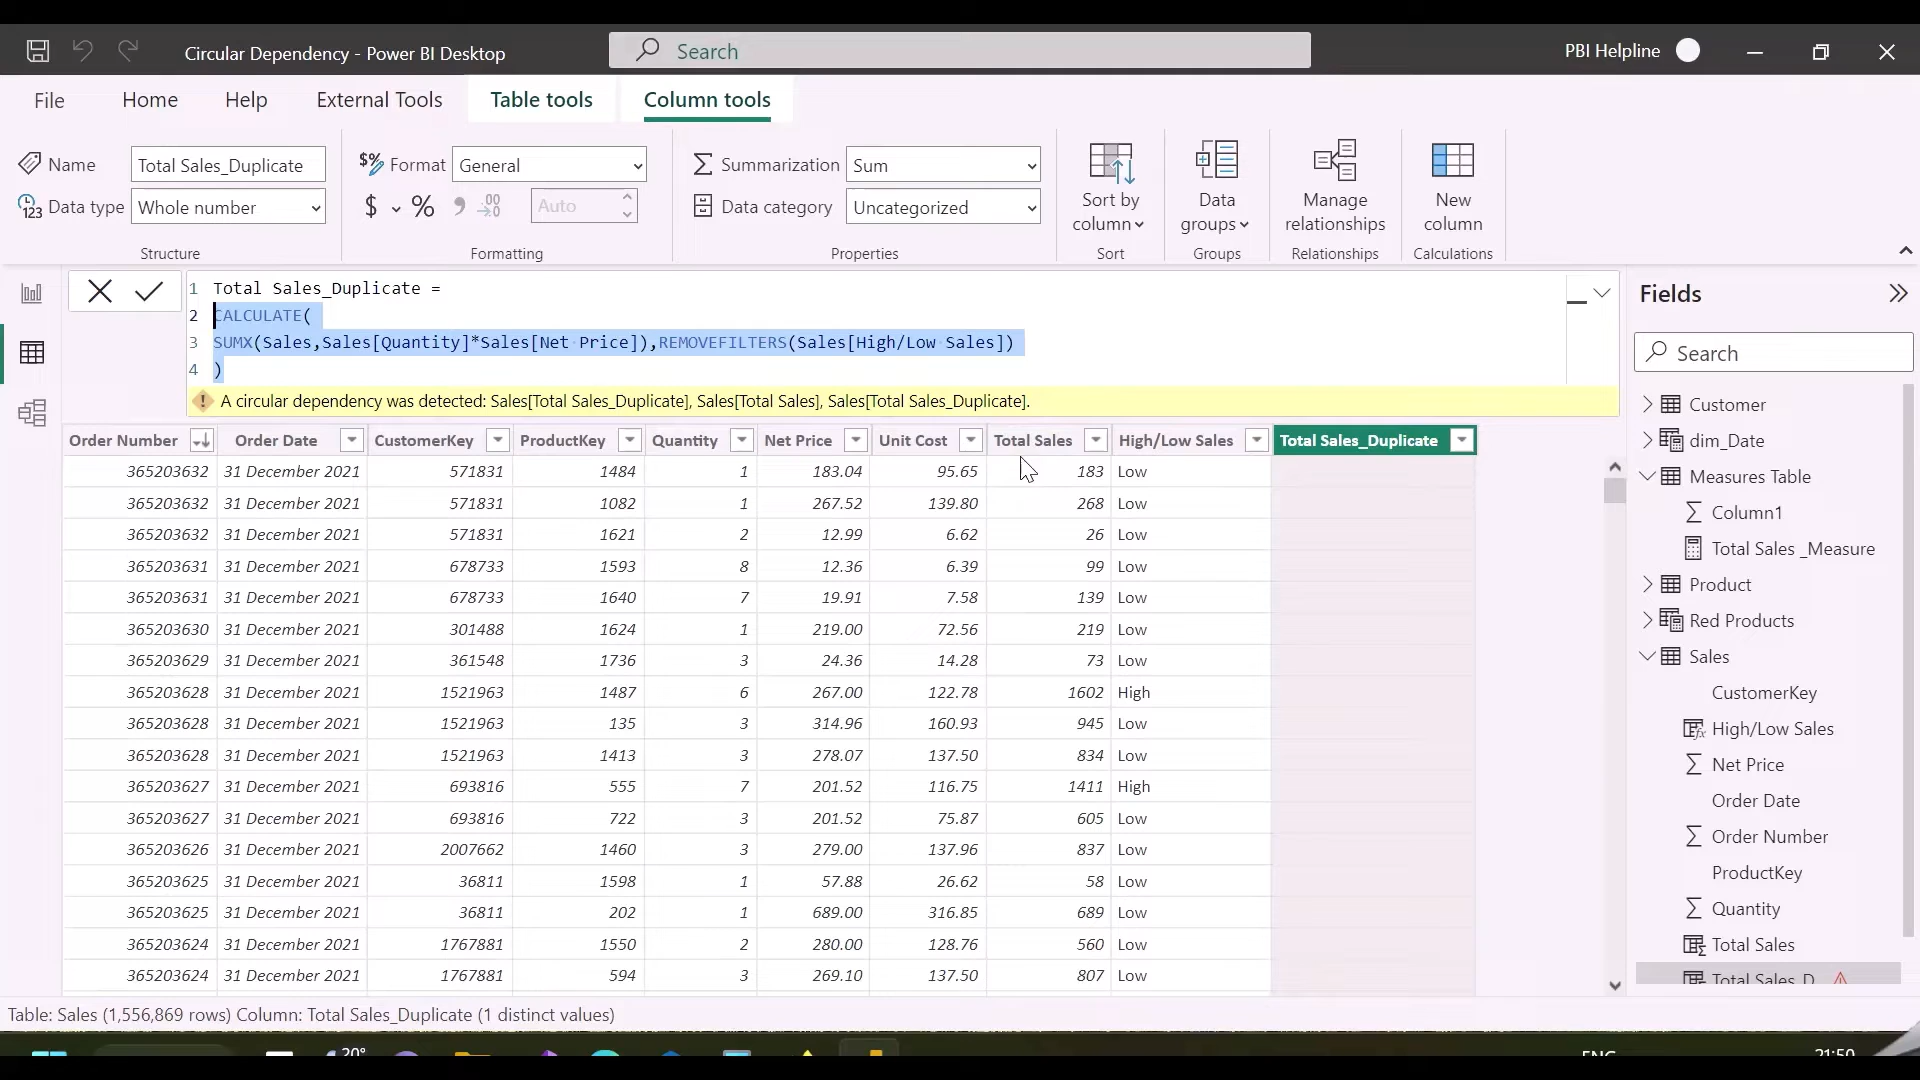 Circular Dependency - Power BI Desktop
Search
PBI Helpline
File Home Help External Tools Table tools Column tools
Name Total Sales_Duplicate
Data type Whole number
Structure
Format General
$ % Auto
Formatting
Summarization Sum
Data category Uncategorized
Properties
Sort by column
Sort
Data groups
Groups
Manage relationships
Relationships
New column
Calculations
1 Total Sales_Duplicate =
2 CALCULATE(
3 SUMX(Sales,Sales[Quantity]*Sales[Net Price]),REMOVEFILTERS(Sales[High/Low Sales])
4 )
A circular dependency was detected: Sales[Total Sales_Duplicate], Sales[Total Sales], Sales[Total Sales_Duplicate].
Order Number Order Date CustomerKey ProductKey Quantity Net Price Unit Cost Total Sales High/Low Sales Total Sales_Duplicate
365203632 31 December 2021 571831 1484 1 183.04 95.65 183 Low
365203632 31 December 2021 571831 1082 1 267.52 139.80 268 Low
365203632 31 December 2021 571831 1621 2 12.99 6.62 26 Low
365203631 31 December 2021 678733 1593 8 12.36 6.39 99 Low
365203631 31 December 2021 678733 1640 7 19.91 7.58 139 Low
365203630 31 December 2021 301488 1624 1 219.00 72.56 219 Low
365203629 31 December 2021 361548 1736 3 24.36 14.28 73 Low
365203628 31 December 2021 1521963 1487 6 267.00 122.78 1602 High
365203628 31 December 2021 1521963 135 3 314.96 160.93 945 Low
365203628 31 December 2021 1521963 1413 3 278.07 137.50 834 Low
365203627 31 December 2021 693816 555 7 201.52 116.75 1411 High
365203627 31 December 2021 693816 722 3 201.52 75.87 605 Low
365203626 31 December 2021 2007662 1460 3 279.00 137.96 837 Low
365203625 31 December 2021 36811 1598 1 57.88 26.62 58 Low
365203625 31 December 2021 36811 202 1 689.00 316.85 689 Low
365203624 31 December 2021 1767881 1550 2 280.00 128.76 560 Low
365203624 31 December 2021 1767881 594 3 269.10 137.50 807 Low
Fields
Search
Customer
dim_Date
Measures Table
Column1
Total Sales _Measure
Product
Red Products
Sales
CustomerKey
High/Low Sales
Net Price
Order Date
Order Number
ProductKey
Quantity
Total Sales
Total Sales_D
Table: Sales (1,556,869 rows) Column: Total Sales_Duplicate (1 distinct values)
20°
ENG
21:50